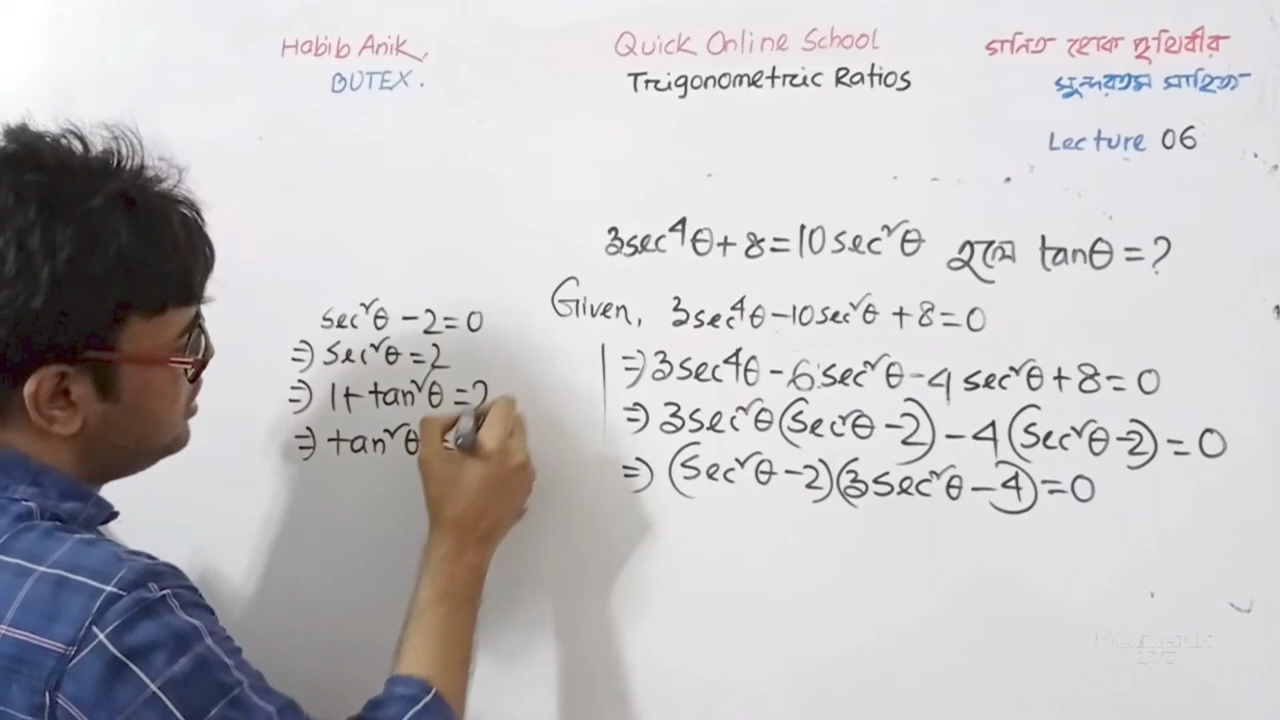 Habib Anik,
BUTEX.
Quick Online School
Trigonometric Ratios
গনিত হোক পৃথিবীর
সুন্দরতম সাহিত্য
Lecture 06
3sec⁴θ+8=10sec²θ হলে tanθ=?
Given, 3sec⁴θ-10sec²θ+8=0
⇒3sec⁴θ-6sec²θ-4sec²θ+8=0
⇒3sec²θ(sec²θ-2)-4(sec²θ-2)=0
⇒(sec²θ-2)(3sec²θ-4)=0
sec²θ-2=0
⇒sec²θ=2
⇒1+tan²θ=2
⇒tan²θ